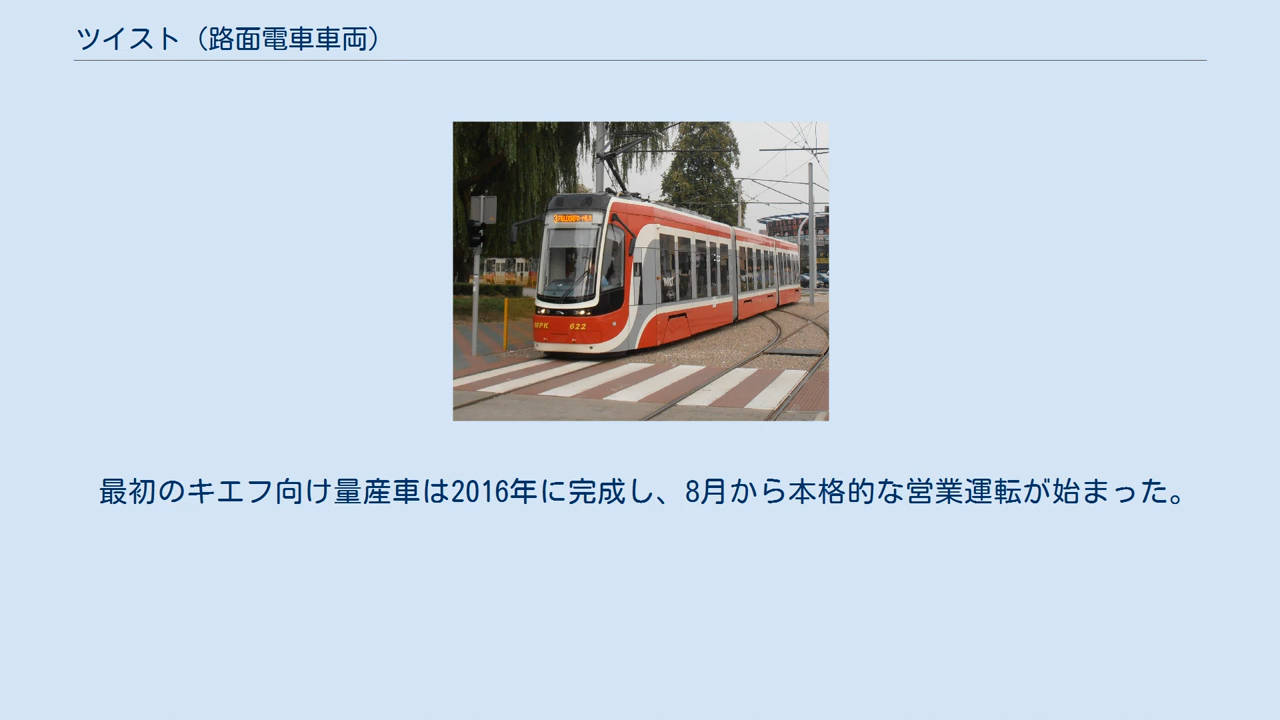 ツイスト（路面電車車両）
622
最初のキエフ向け量産車は2016年に完成し、8月から本格的な営業運転が始まった。